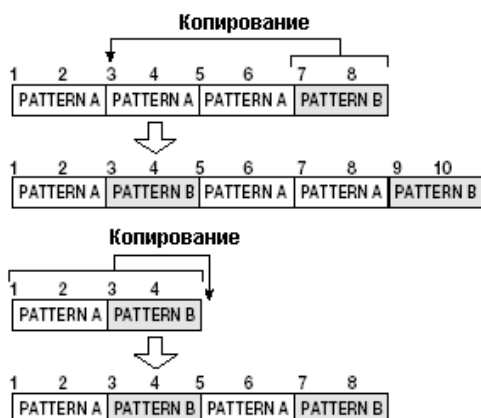 Копирование
1 2 3 4 5 6 7 8
PATTERN A PATTERN A PATTERN A PATTERN B
1 2 3 4 5 6 7 8 9 10
PATTERN A PATTERN B PATTERN A PATTERN A PATTERN B
Копирование
1 2 3 4
PATTERN A PATTERN B
1 2 3 4 5 6 7 8
PATTERN A PATTERN B PATTERN A PATTERN B